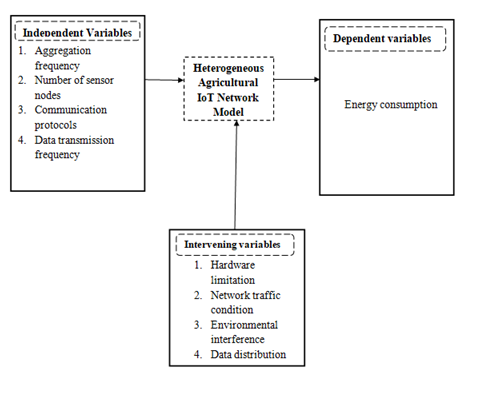 Independent Variables
1. Aggregation
frequency
2. Number of sensor
nodes
3. Communication
protocols
4. Data transmission
frequency
Heterogeneous
Agricultural
IoT Network
Model
Dependent variables
Energy consumption
Intervening variables
1. Hardware
limitation
2. Network traffic
condition
3. Environmental
interference
4. Data distribution